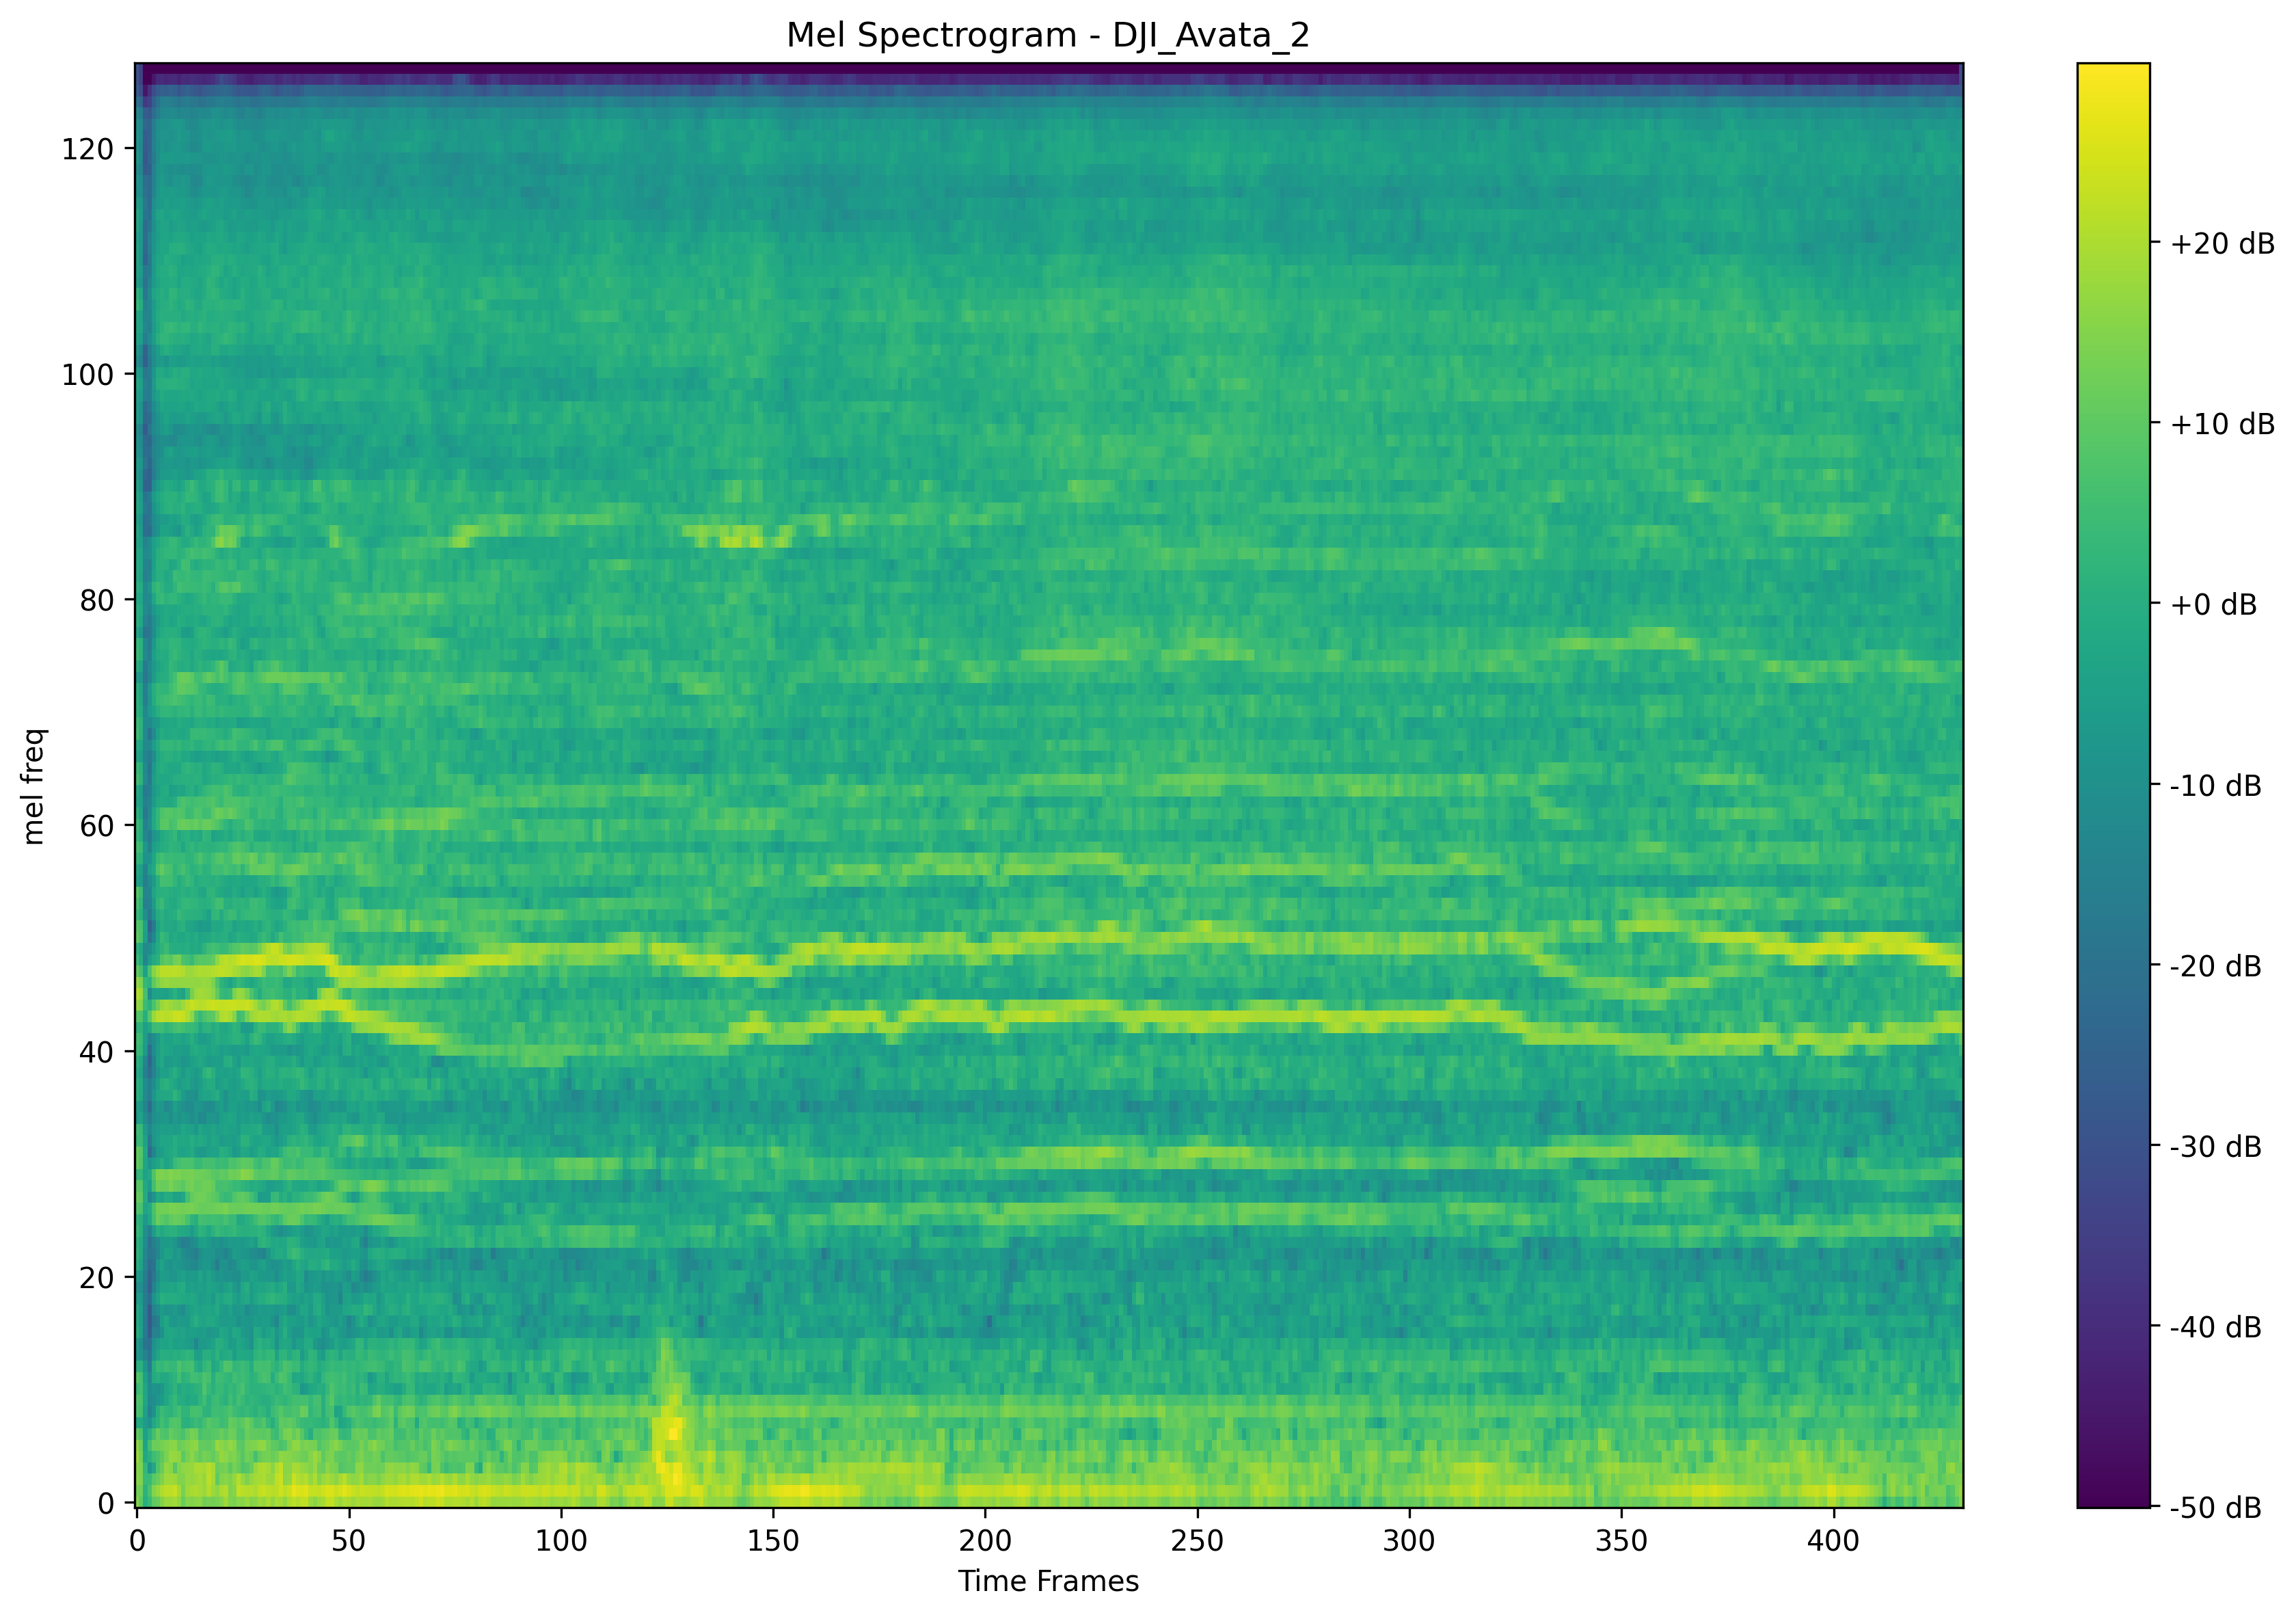 Mel Spectrogram - DJI_Avata_2
mel freq
120
100
80
60
40
20
0
0 50 100 150 200 250 300 350 400
Time Frames
+20 dB
+10 dB
+0 dB
-10 dB
-20 dB
-30 dB
-40 dB
-50 dB